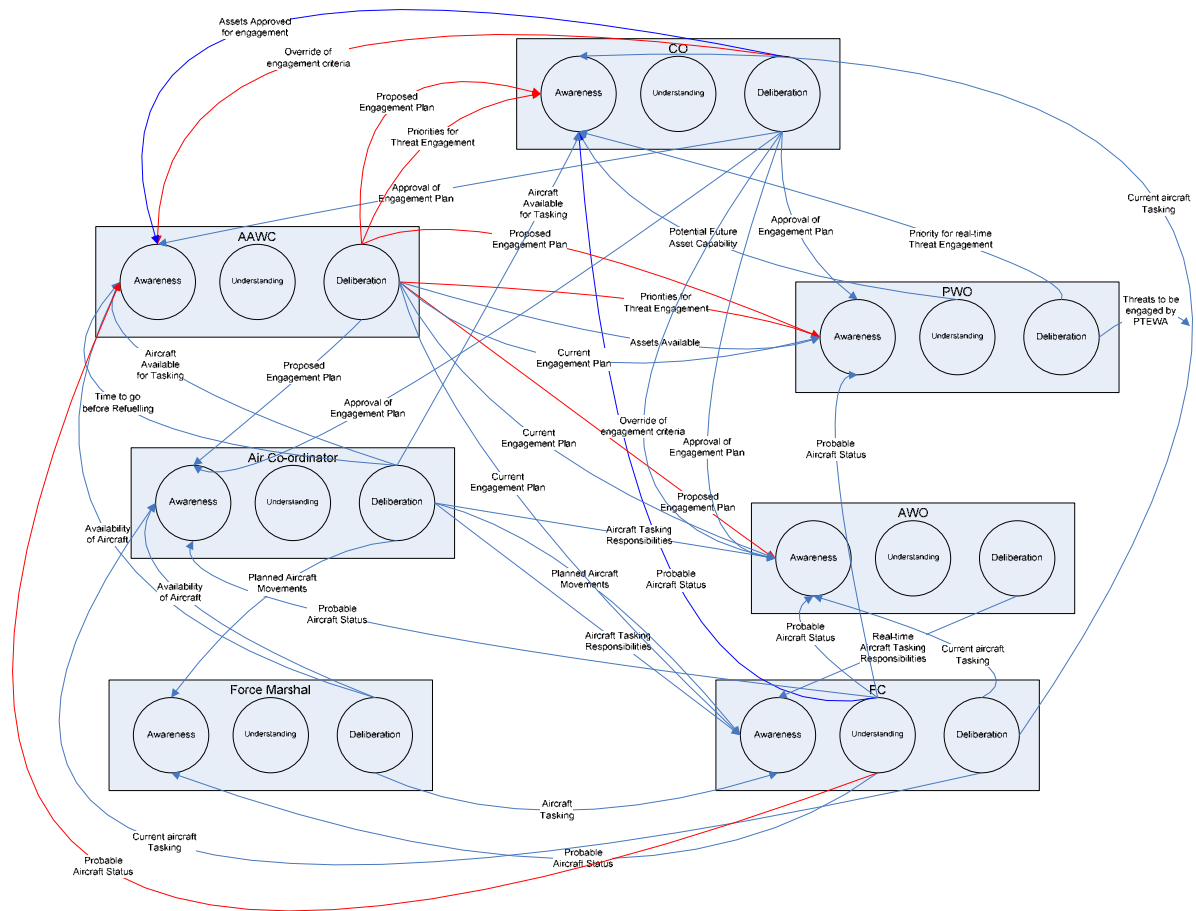 Assets Approved
for engagement
Override of
engagement criteria
CO
Awareness
Understanding
Deliberation
Proposed
Engagement Plan
Priorities for
Threat Engagement
Approval of
Engagement Plan
Aircraft
Available
for Tasking
Current aircraft
Tasking
AAWC
Awareness
Understanding
Deliberation
Proposed
Engagement Plan
Potential Future
Asset Capability
Approval of
Engagement Plan
Priority for real-time
Threat Engagement
PWO
Awareness
Understanding
Deliberation
Threats to be
engaged by
PTEWA
Priorities for
Threat Engagement
Assets Available
Current
Engagement Plan
Aircraft
Available
for Tasking
Proposed
Engagement Plan
Time to go
before Refuelling
Approval of
Engagement Plan
Current
Engagement Plan
Override of
engagement criteria
Approval of
Engagement Plan
Probable
Aircraft Status
Air Co-ordinator
Awareness
Understanding
Deliberation
Current
Engagement Plan
Proposed
Engagement Plan
AWO
Awareness
Understanding
Deliberation
Availability
of Aircraft
Aircraft Tasking
Responsibilities
Availability
of Aircraft
Planned Aircraft
Movements
Planned Aircraft
Movements
Probable
Aircraft Status
Probable
Aircraft Status
Aircraft Tasking
Responsibilities
Probable
Aircraft Status
Real-time
Aircraft Tasking
Responsibilities
Current aircraft
Tasking
Force Marshal
Awareness
Understanding
Deliberation
FC
Awareness
Understanding
Deliberation
Aircraft
Tasking
Current aircraft
Tasking
Probable
Aircraft Status
Probable
Aircraft Status